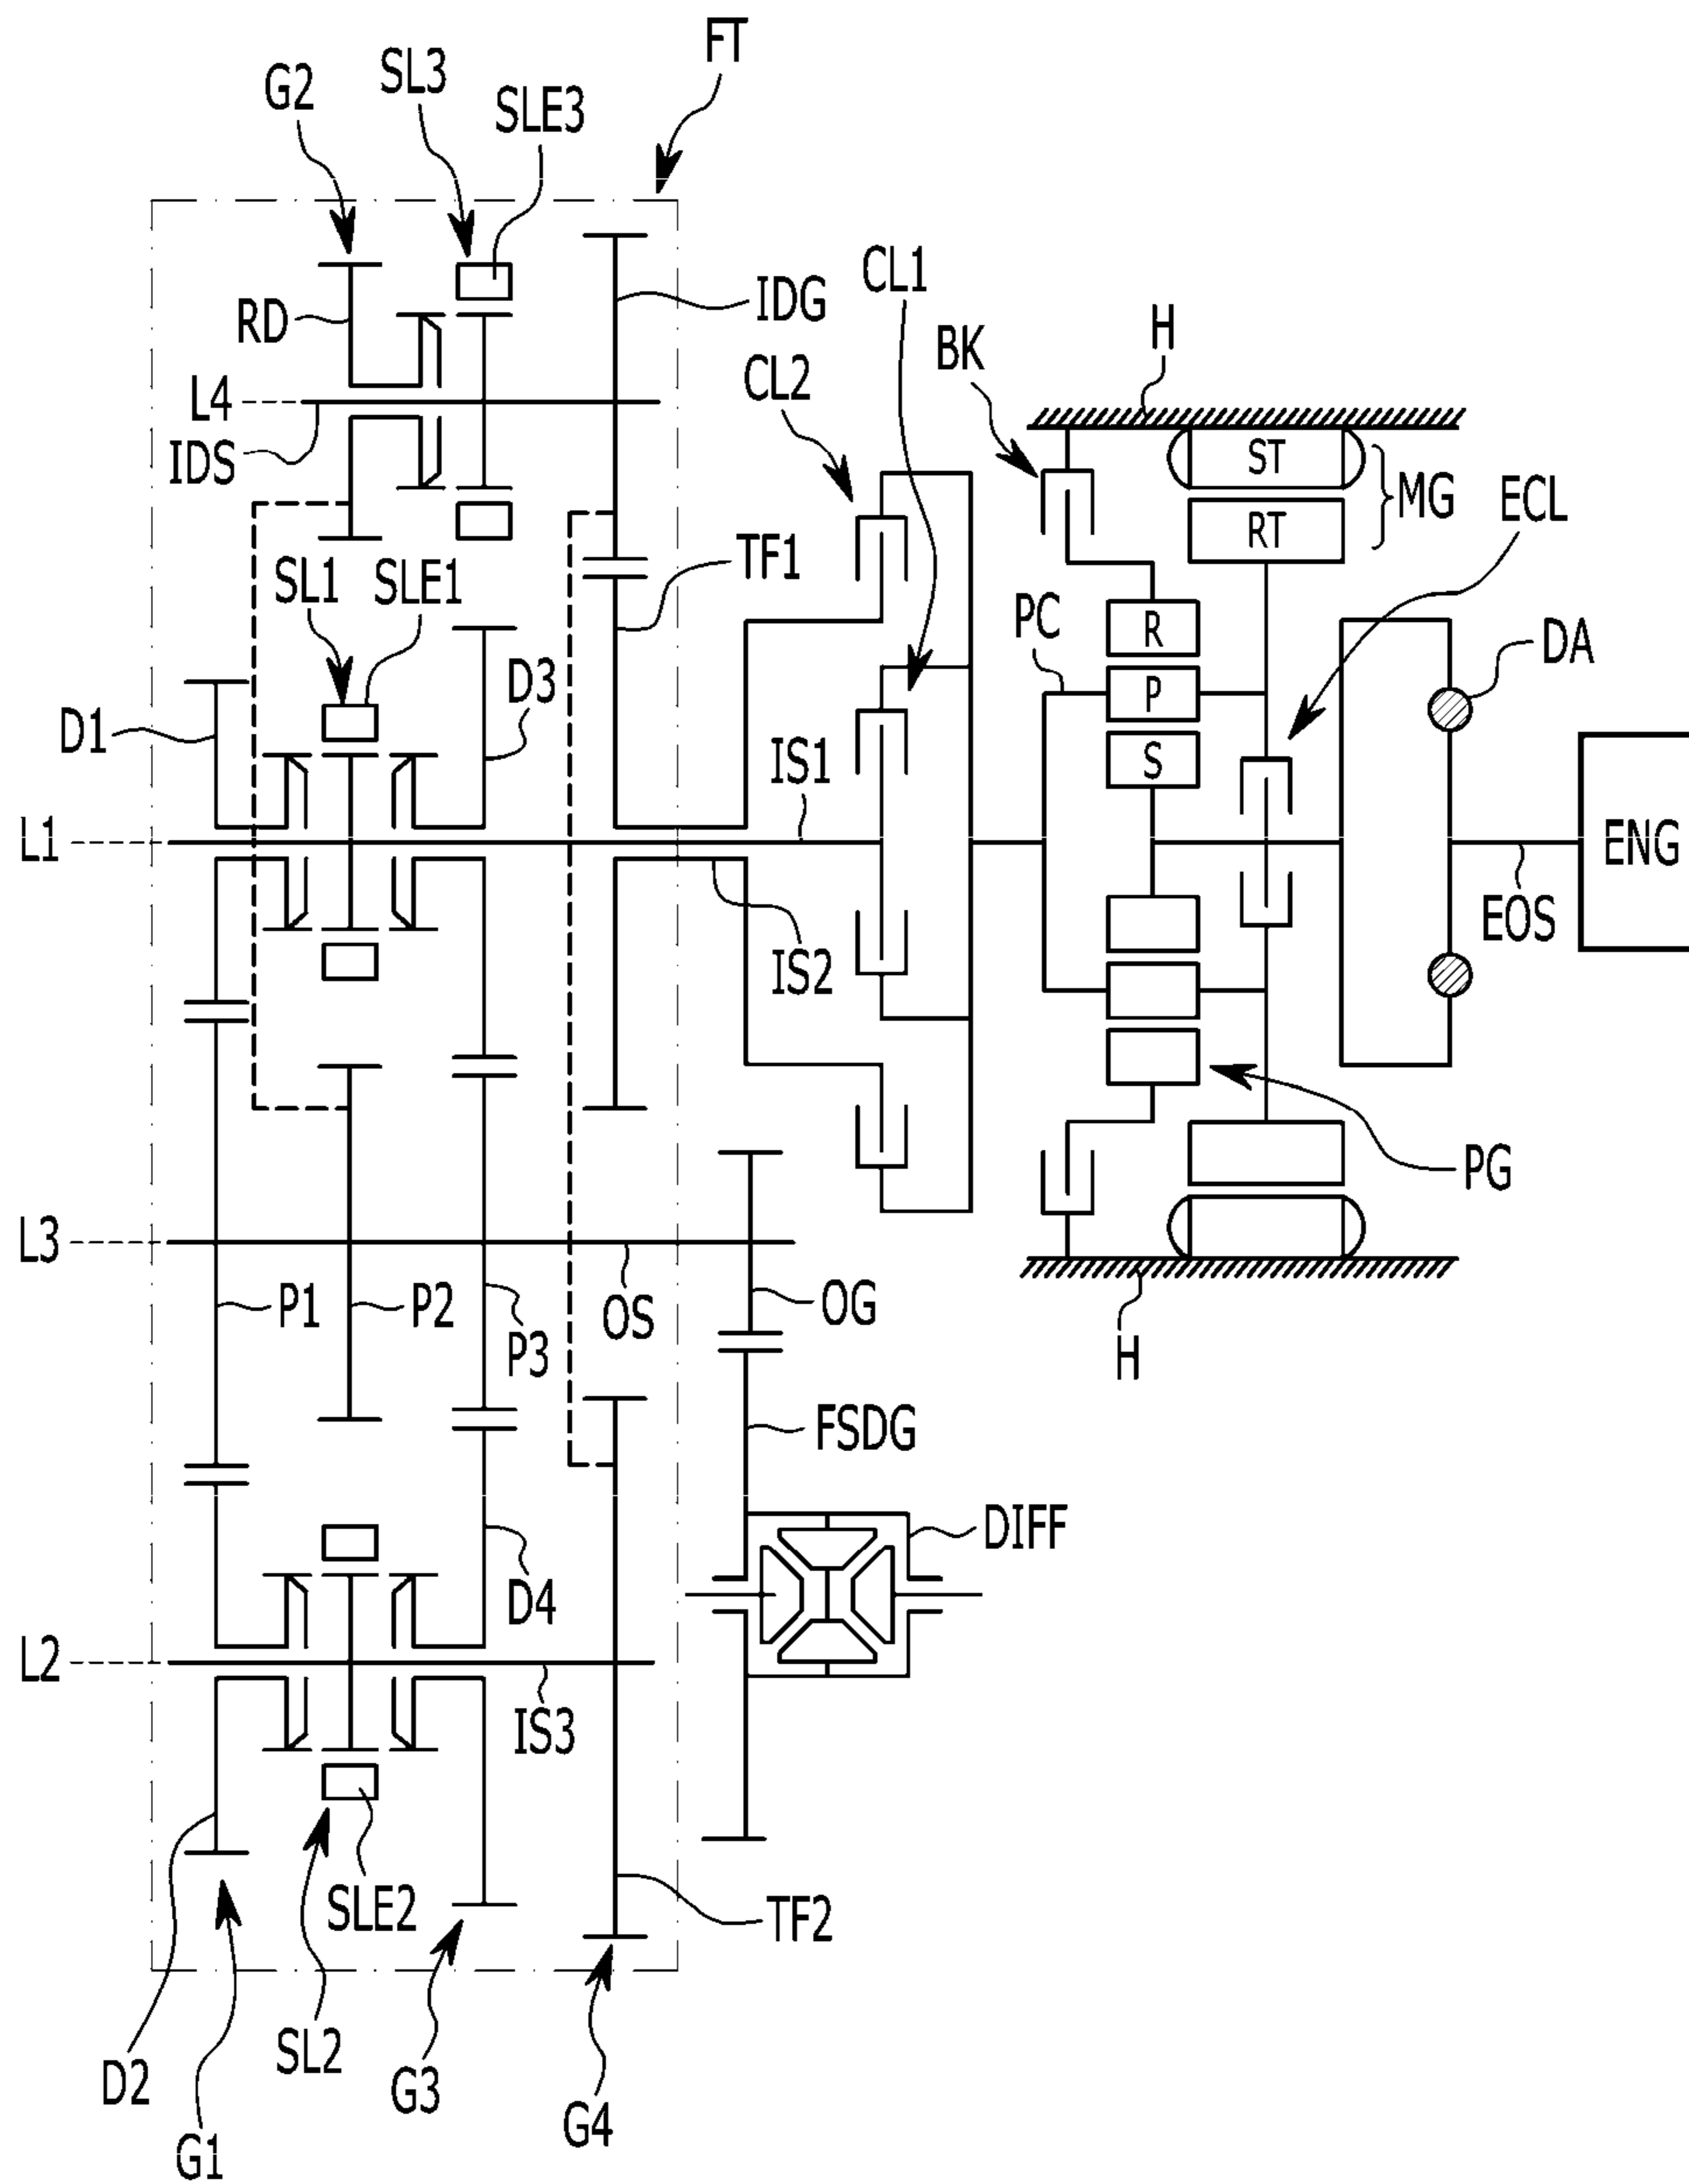 FT
SL3
G2
SLE3
CL1
IDG
RD
BK
H
CL2
L4
IDS
ST
MG
ECL
RT
TF1
SL1
SLE1
PC
R
DA
D3
P
D1
S
IS1
L1
ENG
EOS
IS2
PG
L3
P1
P2
OS
OG
P3
H
FSDG
DIFF
D4
L2
IS3
SLE2
TF2
SL2
D2
G3
G4
G1